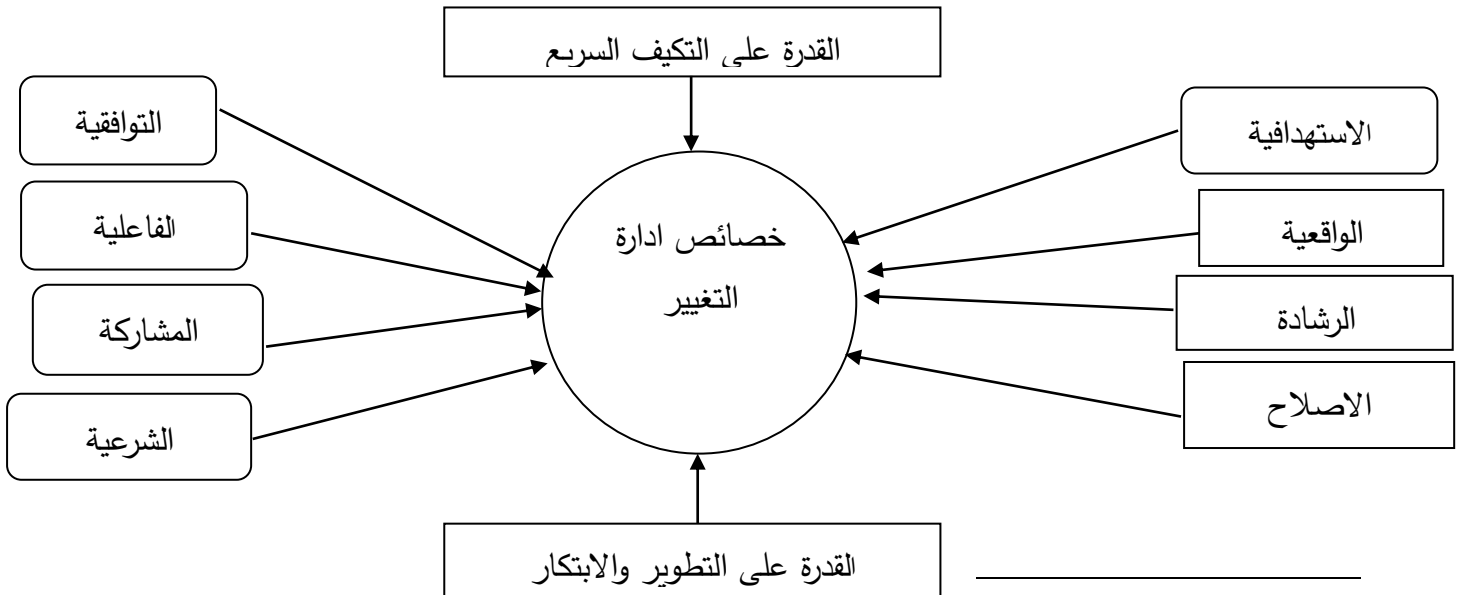 القدرة على التكيف السريع
الاستهدافية
التوافقية
الواقعية
الفاعلية
خصائص ادارة
التغيير
الرشادة
المشاركة
الاصلاح
الشرعية
القدرة على التطوير والابتكار